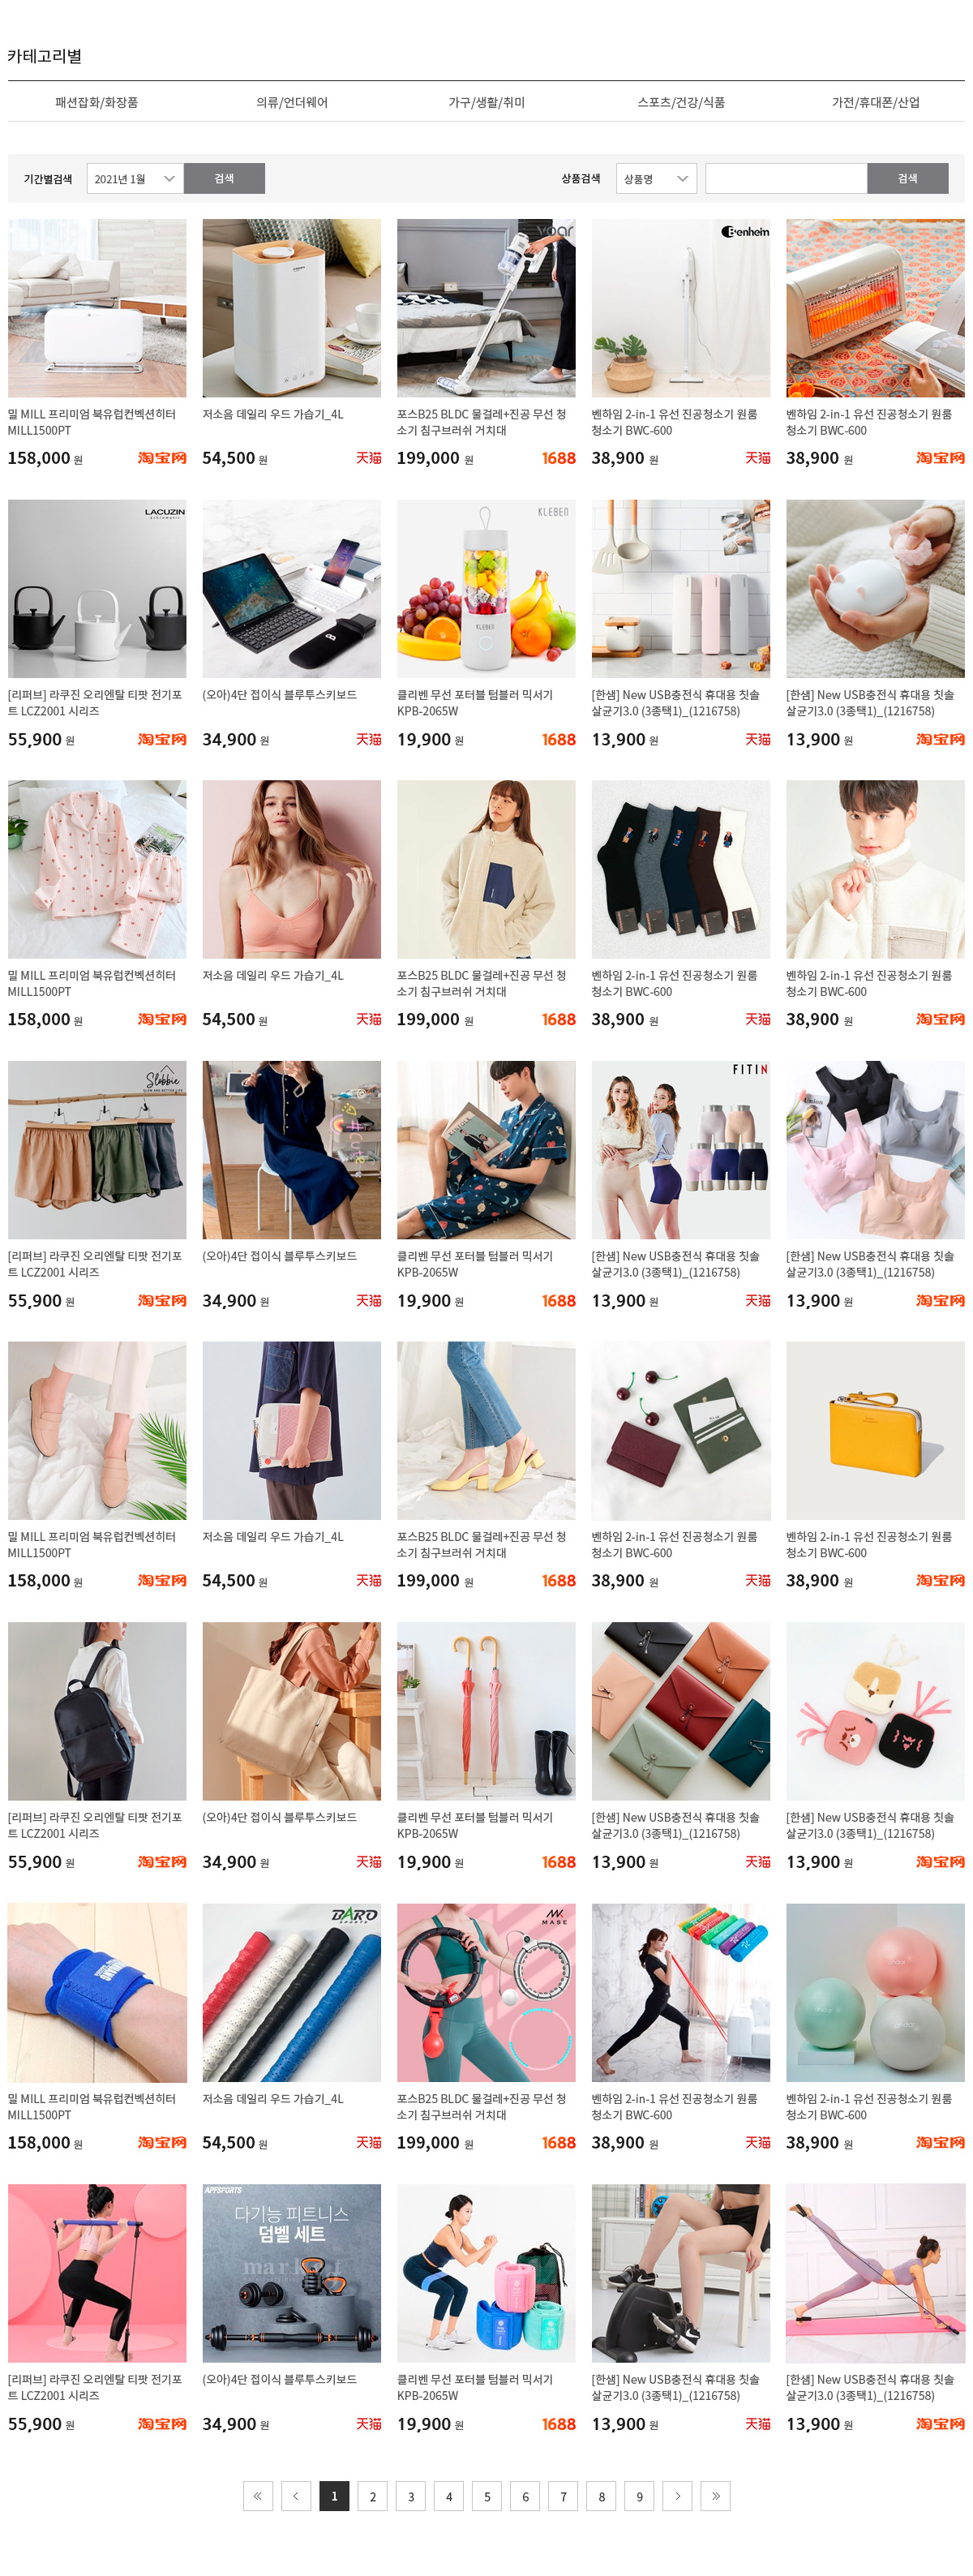 카테고리별
패션잡화/화장품 의류/언더웨어 가구/생활/취미 스포츠/건강/식품 가전/휴대폰/산업
기간별검색 2021년 1월 검색 상품검색 상품명 검색
voar
Benheim
밀 MILL 프리미엄 북유럽컨벡션히터
MILL1500PT
158,000 원 淘宝网
저소음 데일리 우드 가습기_4L
54,500 원 天猫
포스B25 BLDC 물걸레+진공 무선 청
소기 침구브러쉬 거치대
199,000 원 1688
벤하임 2-in-1 유선 진공청소기 원룸
청소기 BWC-600
38,900 원 天猫
벤하임 2-in-1 유선 진공청소기 원룸
청소기 BWC-600
38,900 원 淘宝网
LACUZIN
KLEBEN
KLEBEN
[리퍼브] 라쿠진 오리엔탈 티팟 전기포
트 LCZ2001 시리즈
55,900 원 淘宝网
(오아)4단 접이식 블루투스키보드
34,900 원 天猫
클리벤 무선 포터블 텀블러 믹서기
KPB-2065W
19,900 원 1688
[한샘] New USB충전식 휴대용 칫솔
살균기3.0 (3종택1)_(1216758)
13,900 원 天猫
[한샘] New USB충전식 휴대용 칫솔
살균기3.0 (3종택1)_(1216758)
13,900 원 淘宝网
밀 MILL 프리미엄 북유럽컨벡션히터
MILL1500PT
158,000 원 淘宝网
저소음 데일리 우드 가습기_4L
54,500 원 天猫
포스B25 BLDC 물걸레+진공 무선 청
소기 침구브러쉬 거치대
199,000 원 1688
벤하임 2-in-1 유선 진공청소기 원룸
청소기 BWC-600
38,900 원 天猫
벤하임 2-in-1 유선 진공청소기 원룸
청소기 BWC-600
38,900 원 淘宝网
Slobbie
FITIN
[리퍼브] 라쿠진 오리엔탈 티팟 전기포
트 LCZ2001 시리즈
55,900 원 淘宝网
(오아)4단 접이식 블루투스키보드
34,900 원 天猫
클리벤 무선 포터블 텀블러 믹서기
KPB-2065W
19,900 원 1688
[한샘] New USB충전식 휴대용 칫솔
살균기3.0 (3종택1)_(1216758)
13,900 원 天猫
[한샘] New USB충전식 휴대용 칫솔
살균기3.0 (3종택1)_(1216758)
13,900 원 淘宝网
밀 MILL 프리미엄 북유럽컨벡션히터
MILL1500PT
158,000 원 淘宝网
저소음 데일리 우드 가습기_4L
54,500 원 天猫
포스B25 BLDC 물걸레+진공 무선 청
소기 침구브러쉬 거치대
199,000 원 1688
벤하임 2-in-1 유선 진공청소기 원룸
청소기 BWC-600
38,900 원 天猫
벤하임 2-in-1 유선 진공청소기 원룸
청소기 BWC-600
38,900 원 淘宝网
[리퍼브] 라쿠진 오리엔탈 티팟 전기포
트 LCZ2001 시리즈
55,900 원 淘宝网
(오아)4단 접이식 블루투스키보드
34,900 원 天猫
클리벤 무선 포터블 텀블러 믹서기
KPB-2065W
19,900 원 1688
[한샘] New USB충전식 휴대용 칫솔
살균기3.0 (3종택1)_(1216758)
13,900 원 天猫
[한샘] New USB충전식 휴대용 칫솔
살균기3.0 (3종택1)_(1216758)
13,900 원 淘宝网
BARO
SPORTS
MASE
밀 MILL 프리미엄 북유럽컨벡션히터
MILL1500PT
158,000 원 淘宝网
저소음 데일리 우드 가습기_4L
54,500 원 天猫
포스B25 BLDC 물걸레+진공 무선 청
소기 침구브러쉬 거치대
199,000 원 1688
벤하임 2-in-1 유선 진공청소기 원룸
청소기 BWC-600
38,900 원 天猫
벤하임 2-in-1 유선 진공청소기 원룸
청소기 BWC-600
38,900 원 淘宝网
APFSPORTS
다기능 피트니스
덤벨 세트
[리퍼브] 라쿠진 오리엔탈 티팟 전기포
트 LCZ2001 시리즈
55,900 원 淘宝网
(오아)4단 접이식 블루투스키보드
34,900 원 天猫
클리벤 무선 포터블 텀블러 믹서기
KPB-2065W
19,900 원 1688
[한샘] New USB충전식 휴대용 칫솔
살균기3.0 (3종택1)_(1216758)
13,900 원 天猫
[한샘] New USB충전식 휴대용 칫솔
살균기3.0 (3종택1)_(1216758)
13,900 원 淘宝网
« ‹ 1 2 3 4 5 6 7 8 9 › »